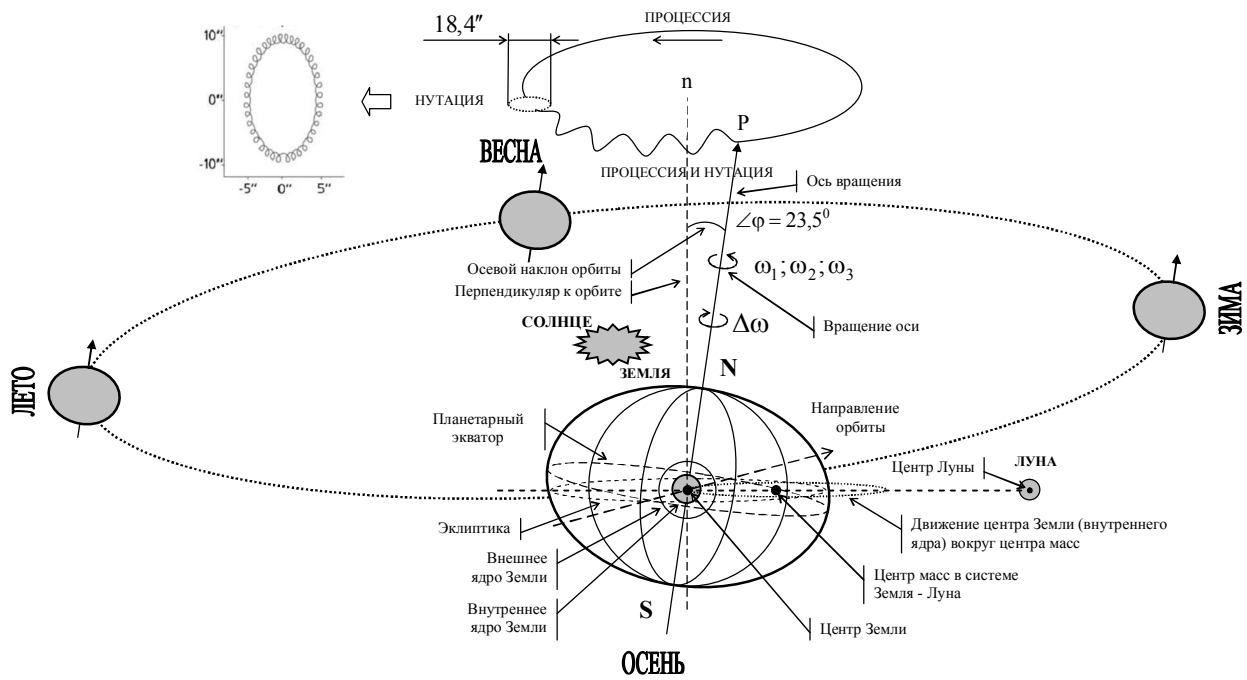 10″
0″
-10″
-5″ 0″ 5″
18,4″
ПРОЦЕССИЯ
НУТАЦИЯ
n
P
ВЕСНА
ПРОЦЕССИЯ И НУТАЦИЯ
Ось вращения
∠φ = 23,5⁰
Осевой наклон орбиты
Перпендикуляр к орбите
ω₁; ω₂; ω₃
Вращение оси
Δω
СОЛНЦЕ
ЗЕМЛЯ
N
ЗИМА
ЛЕТО
Планетарный
экватор
Направление
орбиты
Центр Луны
ЛУНА
Эклиптика
Внешнее
ядро Земли
Внутреннее
ядро Земли
Движение центра Земли (внутреннего
ядра) вокруг центра масс
Центр масс в системе
Земля - Луна
Центр Земли
S
ОСЕНЬ